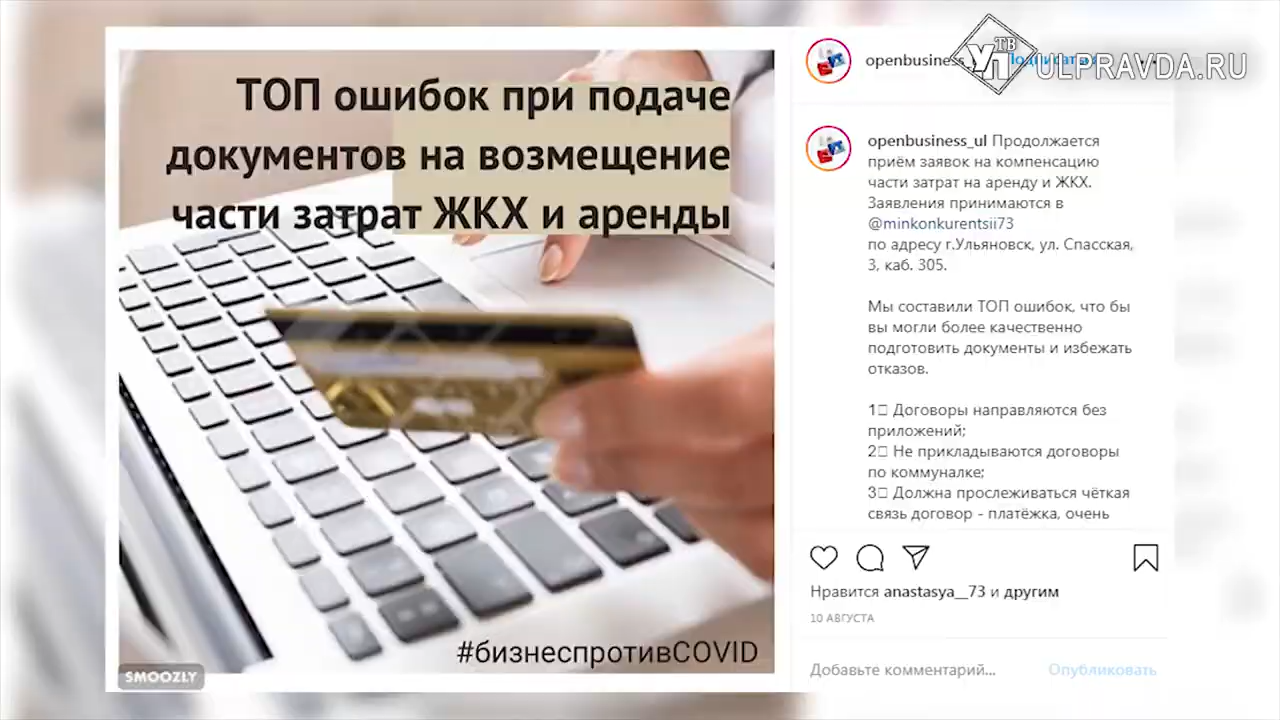 ТОП ошибок при подаче
документов на возмещение
части затрат ЖКХ и аренды
#бизнеспротивCOVID
SMOOZLY
УП ТВ
ULPRAVDA.RU
openbusiness_
openbusiness_ul Продолжается
приём заявок на компенсацию
части затрат на аренду и ЖКХ.
Заявления принимаются в
@minkonkurentsii73
по адресу г.Ульяновск, ул. Спасская,
3, каб. 305.
Мы составили ТОП ошибок, что бы
вы могли более качественно
подготовить документы и избежать
отказов.
1 Договоры направляются без
приложений;
2 Не прикладываются договоры
по коммуналке;
3 Должна прослеживаться чёткая
связь договор - платёжка, очень
Нравится anastasya__73 и другим
10 АВГУСТА
Добавьте комментарий... Опубликовать